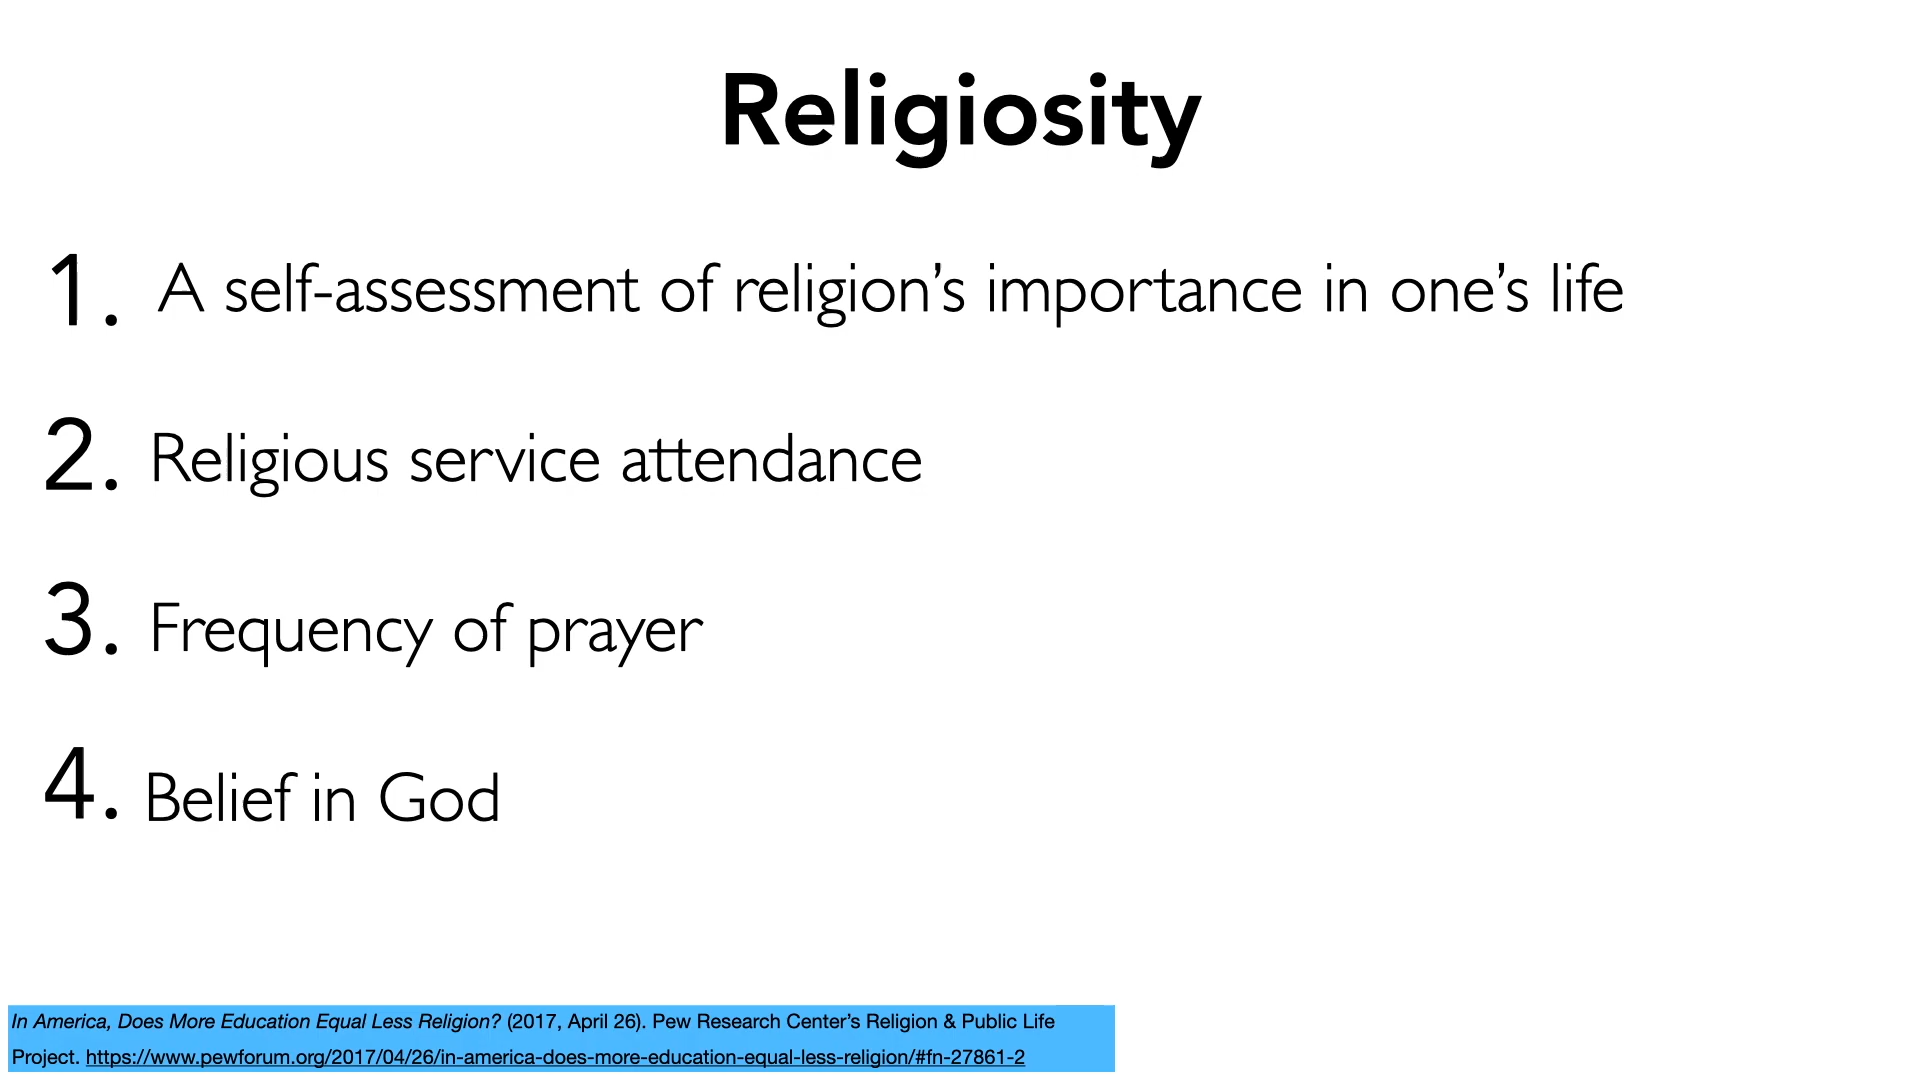 Religiosity
1. A self-assessment of religion’s importance in one’s life
2. Religious service attendance
3. Frequency of prayer
4. Belief in God
In America, Does More Education Equal Less Religion? (2017, April 26). Pew Research Center’s Religion & Public Life
Project. https://www.pewforum.org/2017/04/26/in-america-does-more-education-equal-less-religion/#fn-27861-2